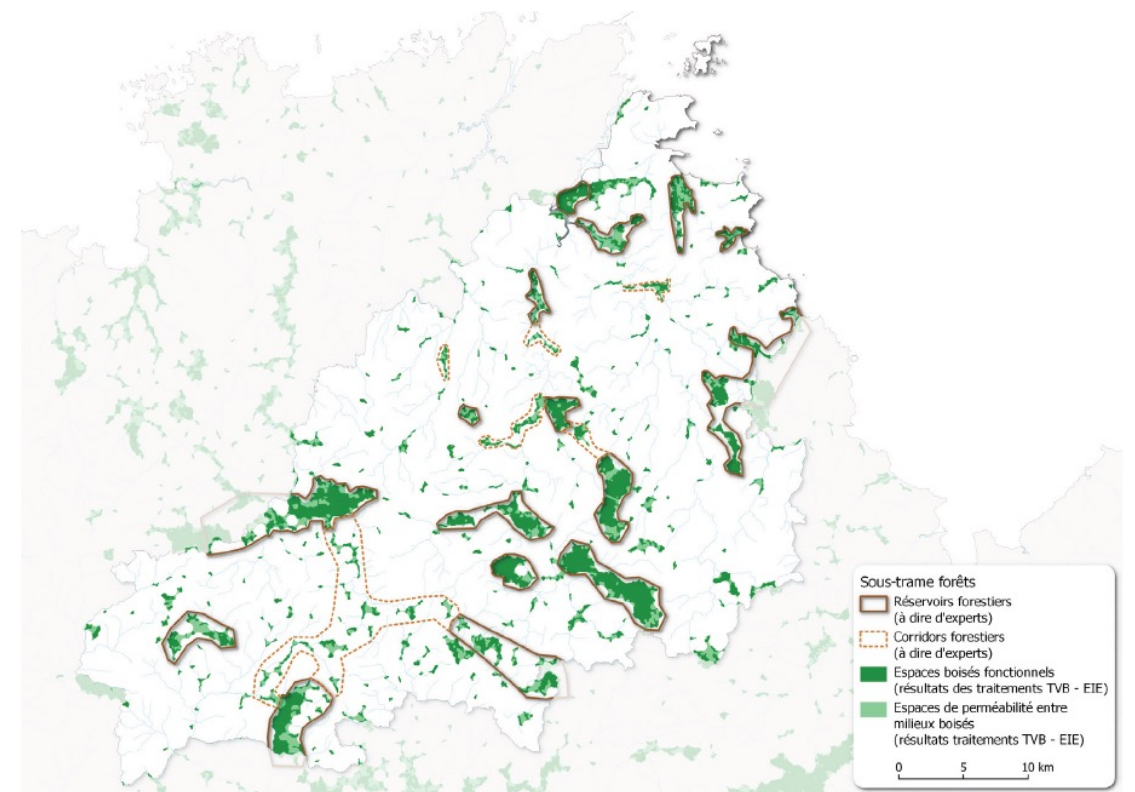 Sous-trame forêts
Réservoirs forestiers
(à dire d'experts)
Corridors forestiers
(à dire d'experts)
Espaces boisés fonctionnels
(résultats des traitements TVB - EIE)
Espaces de perméabilité entre
milieux boisés
(résultats traitements TVB - EIE)
0 5 10 km